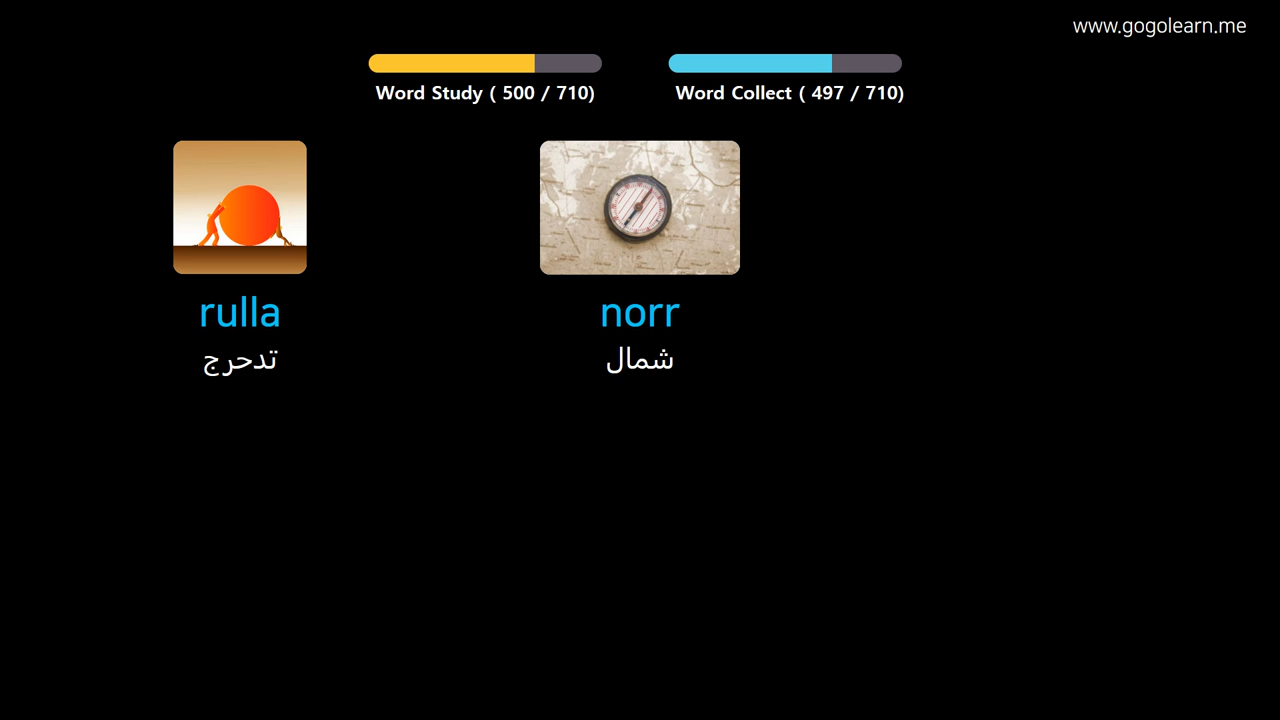 www.gogolearn.me
Word Study ( 500 / 710)
Word Collect ( 497 / 710)
rulla
تدحرج
norr
شمال